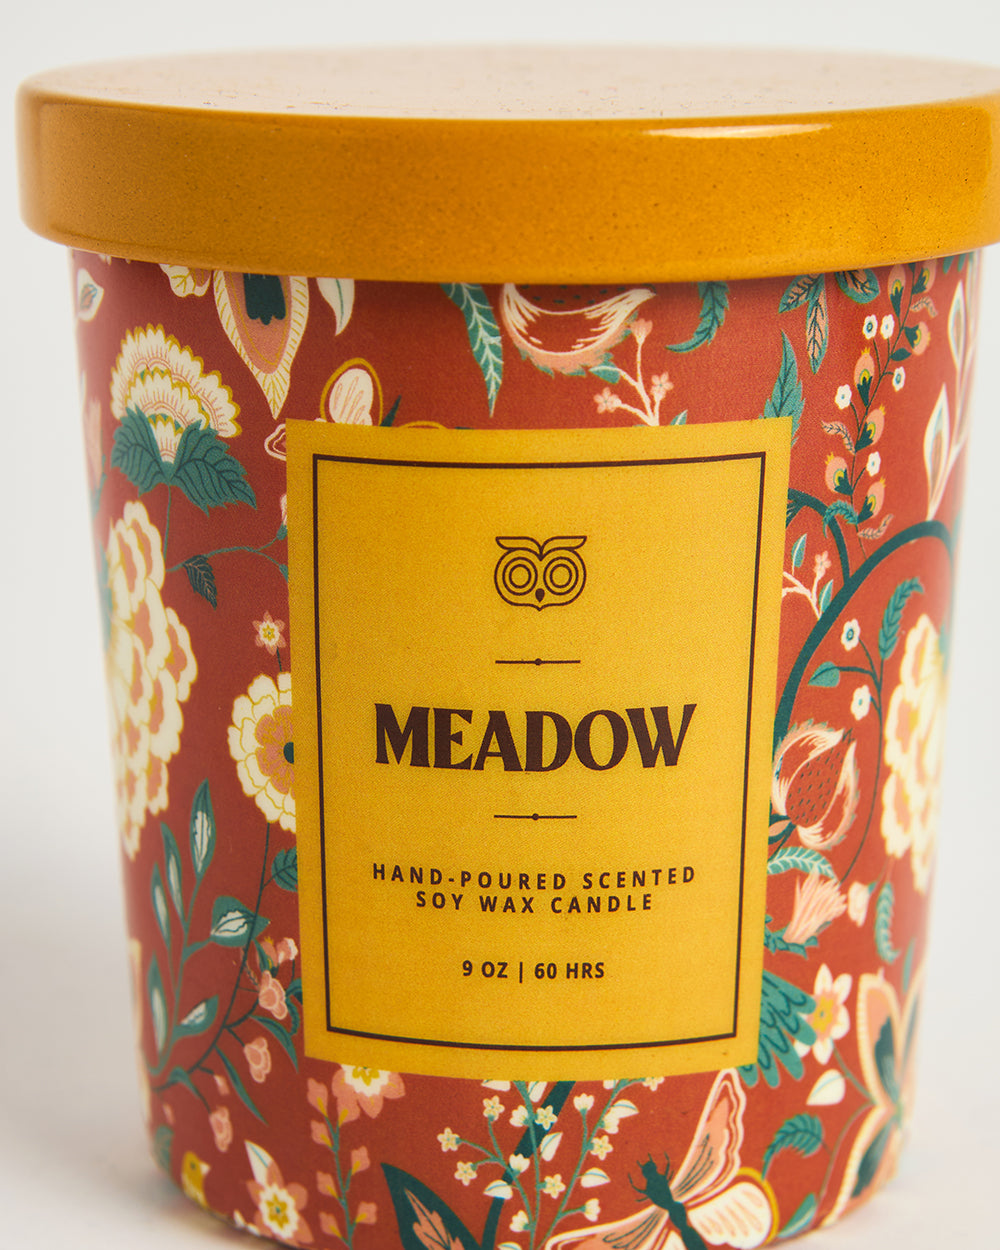 MEADOW
HAND-POURED SCENTED
SOY WAX CANDLE
9 OZ | 60 HRS